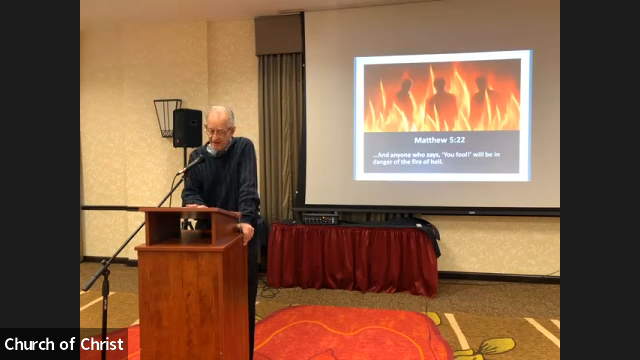 Matthew 5:22
...And anyone who says, 'You fool!' will be in
danger of the fire of hell.
Church of Christ